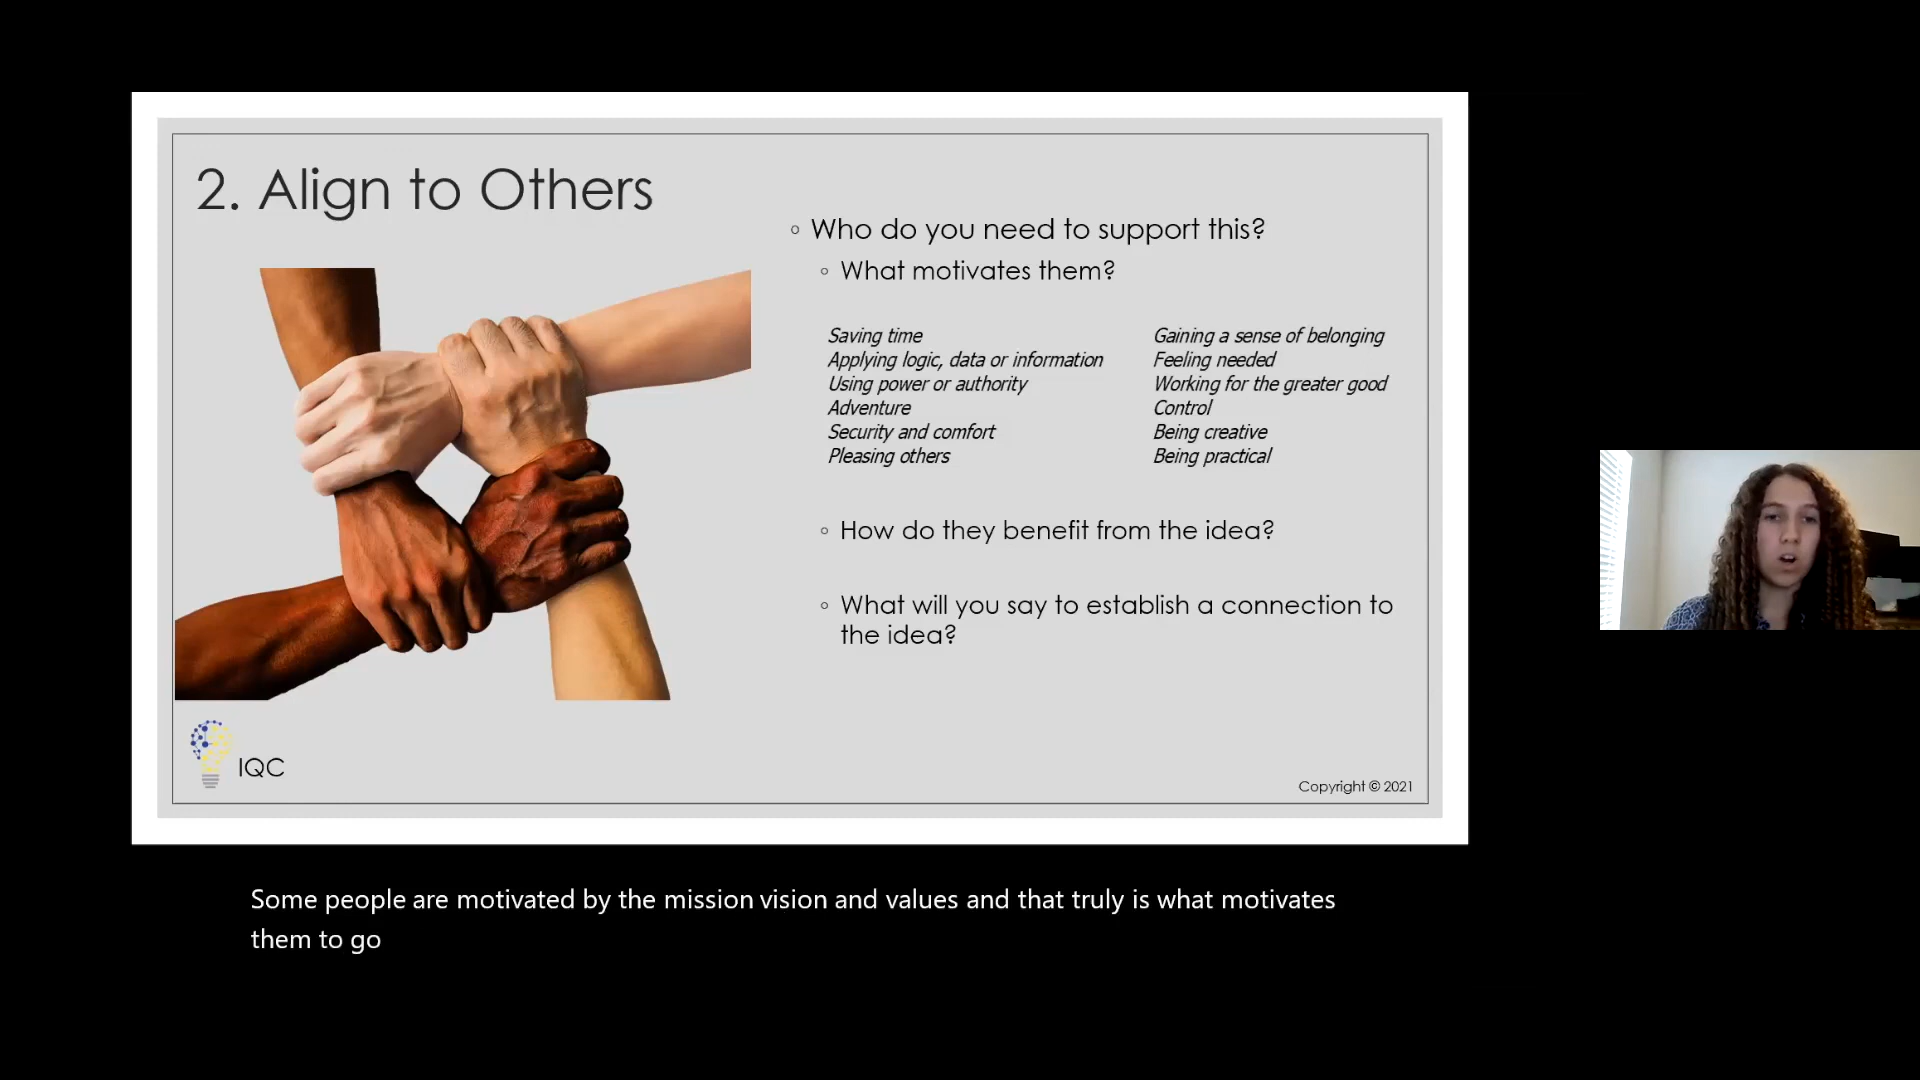 2. Align to Others
◦ Who do you need to support this?
◦ What motivates them?
Saving time
Applying logic, data or information
Using power or authority
Adventure
Security and comfort
Pleasing others
Gaining a sense of belonging
Feeling needed
Working for the greater good
Control
Being creative
Being practical
◦ How do they benefit from the idea?
◦ What will you say to establish a connection to
the idea?
IQC
Copyright © 2021
Some people are motivated by the mission vision and values and that truly is what motivates
them to go